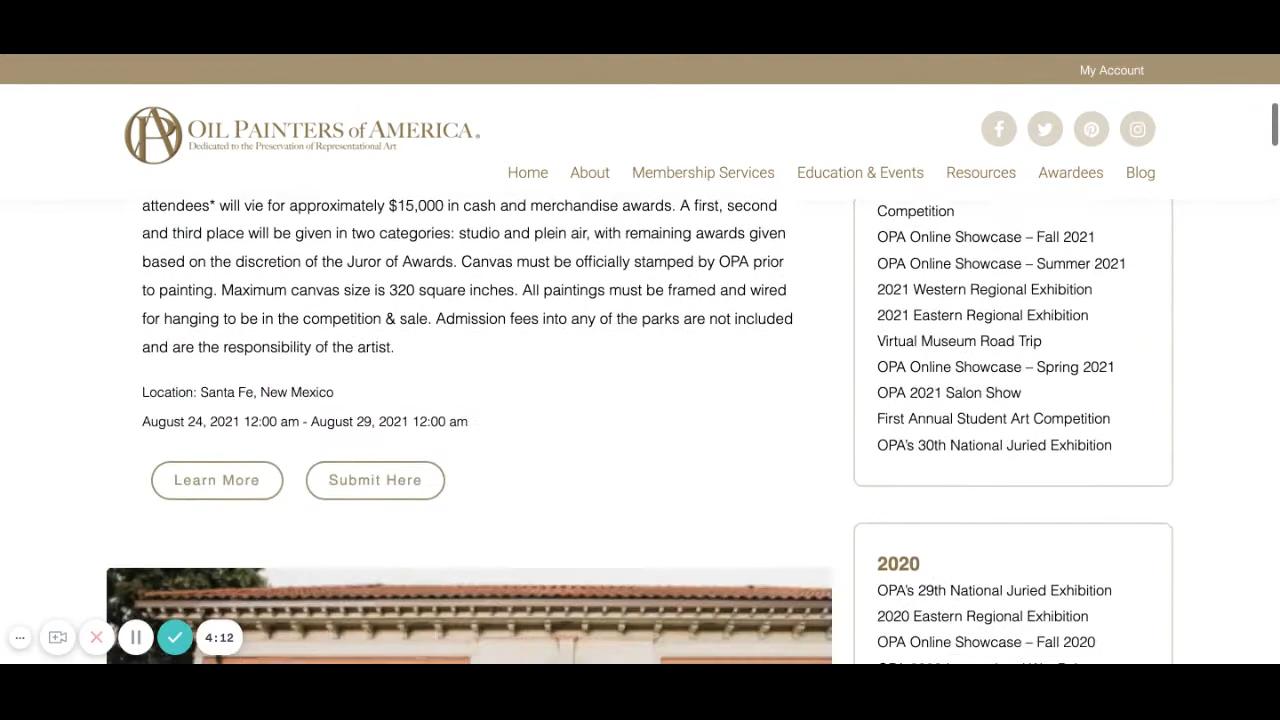 My Account
OIL PAINTERS of AMERICA.
Dedicated to the Preservation of Representational Art
Home About Membership Services Education & Events Resources Awardees Blog
attendees* will vie for approximately $15,000 in cash and merchandise awards. A first, second
and third place will be given in two categories: studio and plein air, with remaining awards given
based on the discretion of the Juror of Awards. Canvas must be officially stamped by OPA prior
to painting. Maximum canvas size is 320 square inches. All paintings must be framed and wired
for hanging to be in the competition & sale. Admission fees into any of the parks are not included
and are the responsibility of the artist.
Location: Santa Fe, New Mexico
August 24, 2021 12:00 am - August 29, 2021 12:00 am
Learn More Submit Here
Competition
OPA Online Showcase – Fall 2021
OPA Online Showcase – Summer 2021
2021 Western Regional Exhibition
2021 Eastern Regional Exhibition
Virtual Museum Road Trip
OPA Online Showcase – Spring 2021
OPA 2021 Salon Show
First Annual Student Art Competition
OPA's 30th National Juried Exhibition
2020
OPA's 29th National Juried Exhibition
2020 Eastern Regional Exhibition
OPA Online Showcase – Fall 2020
4:12